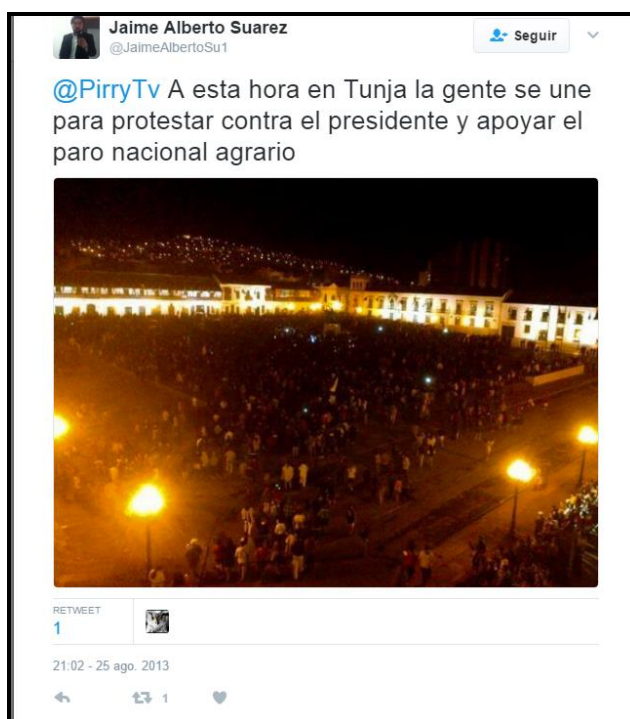 Jaime Alberto Suarez
@JaimeAlbertoSu1
Seguir
@PirryTv A esta hora en Tunja la gente se une
para protestar contra el presidente y apoyar el
paro nacional agrario
RETWEET
1
21:02 - 25 ago. 2013
1